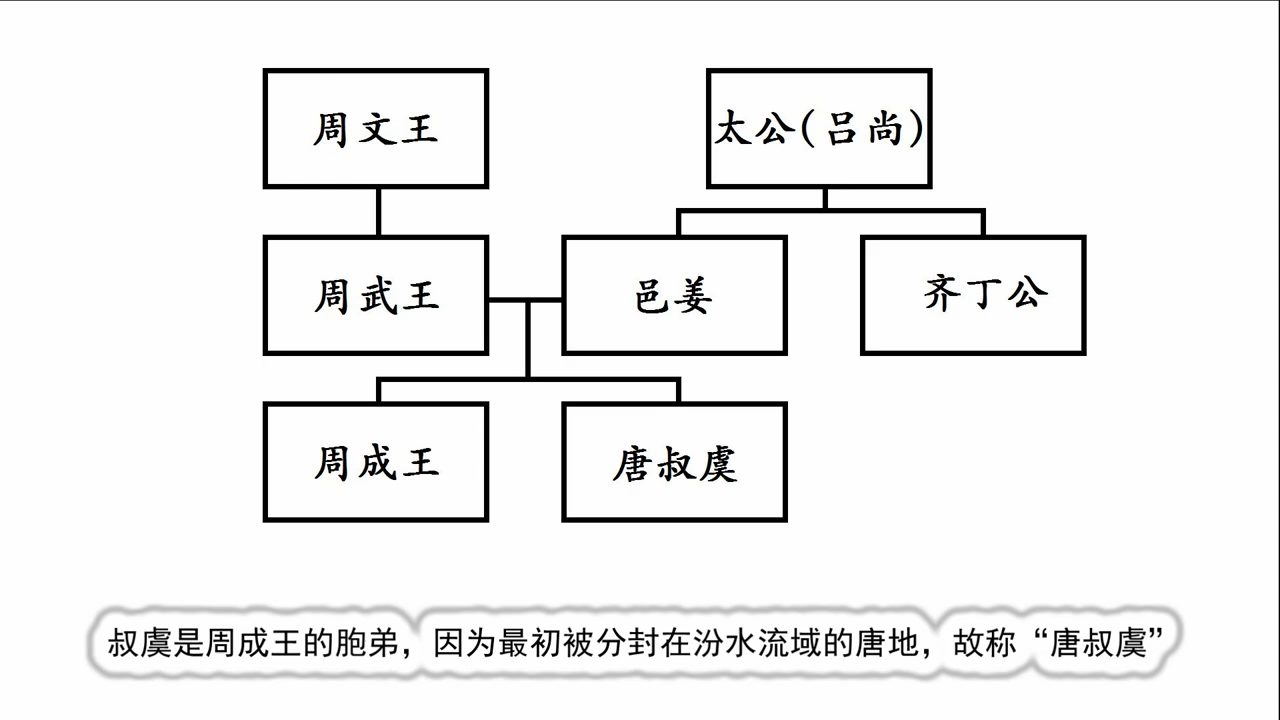 周文王
太公(吕尚)
周武王
邑姜
齐丁公
周成王
唐叔虞
叔虞是周成王的胞弟，因为最初被分封在汾水流域的唐地，故称“唐叔虞”